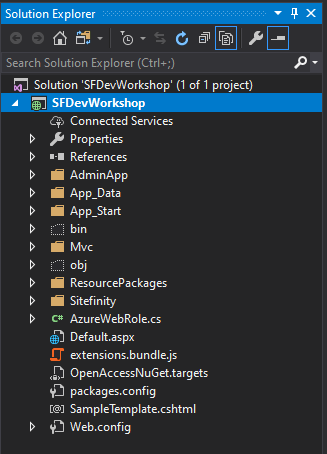 Solution Explorer
Search Solution Explorer (Ctrl+;)
Solution 'SFDevWorkshop' (1 of 1 project)
SFDevWorkshop
Connected Services
Properties
References
AdminApp
App_Data
App_Start
bin
Mvc
obj
ResourcePackages
Sitefinity
C# AzureWebRole.cs
Default.aspx
extensions.bundle.js
OpenAccessNuGet.targets
packages.config
SampleTemplate.cshtml
Web.config